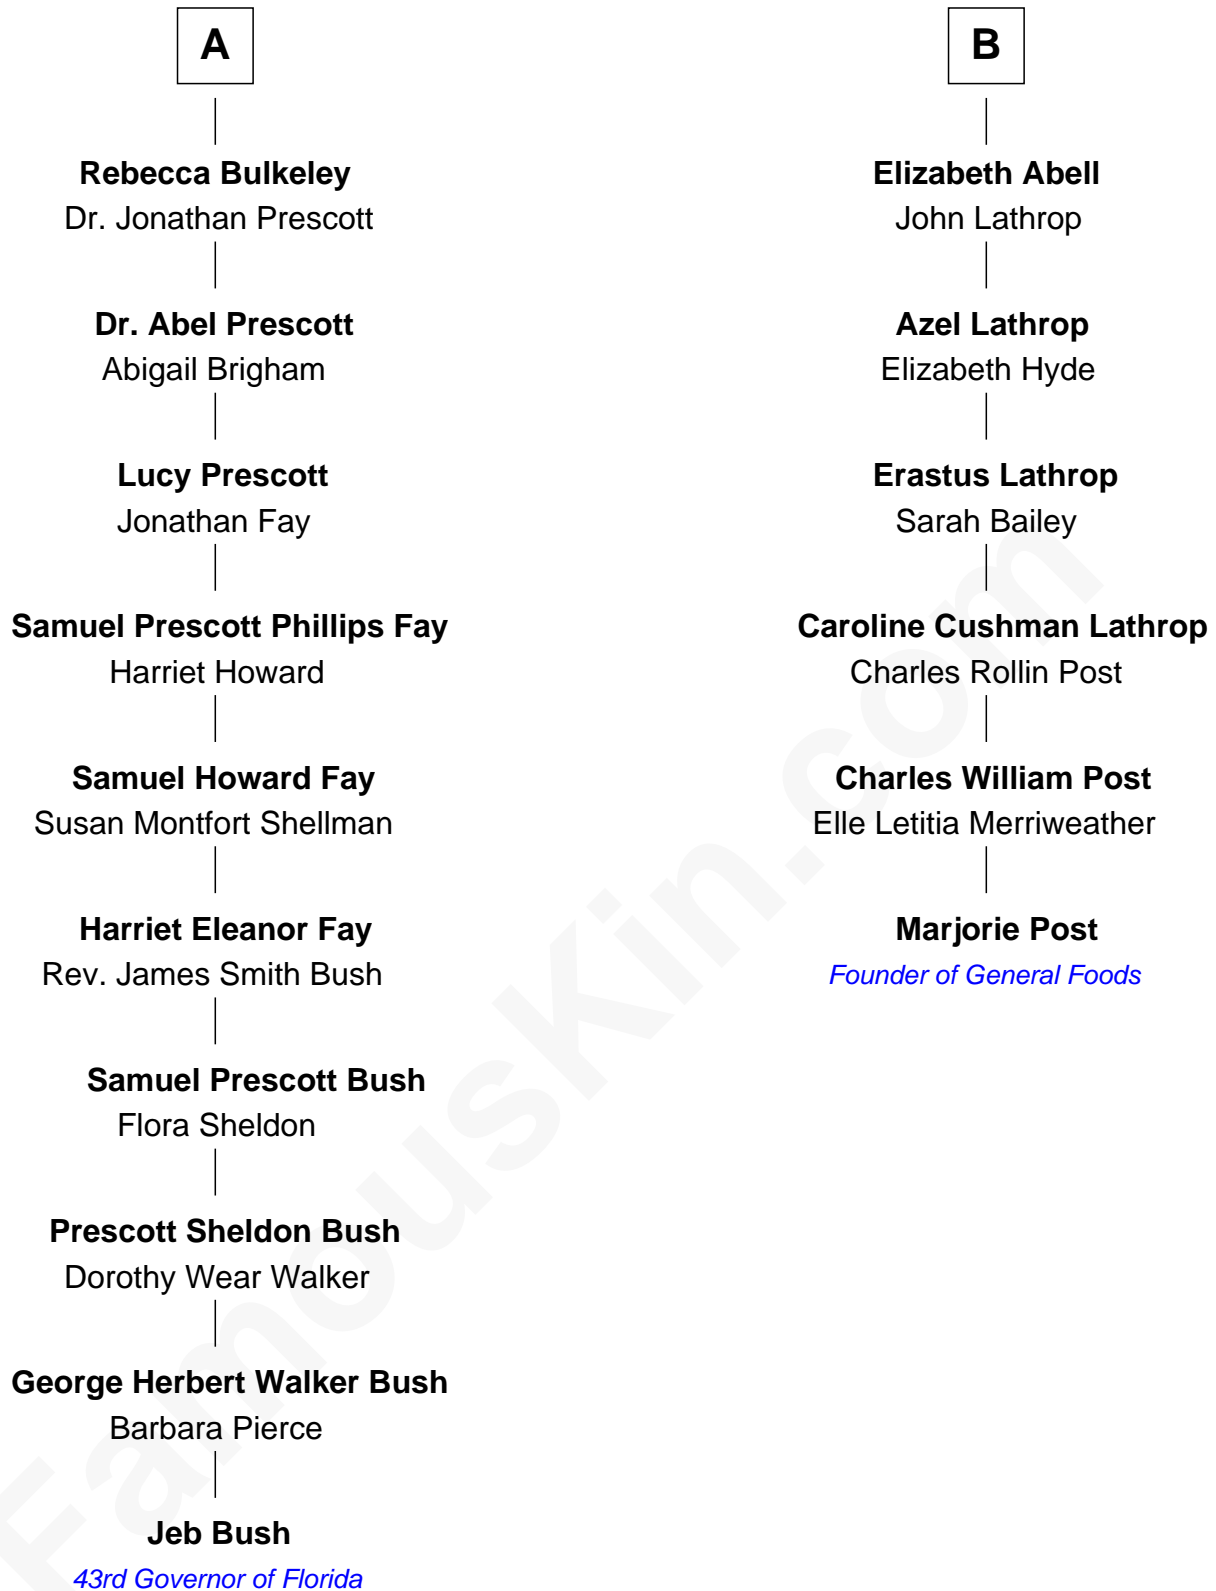 A
Rebecca Bulkeley
Dr. Jonathan Prescott
Dr. Abel Prescott
Abigail Brigham
Lucy Prescott
Jonathan Fay
Samuel Prescott Phillips Fay
Harriet Howard
Samuel Howard Fay
Susan Montfort Shellman
Harriet Eleanor Fay
Rev. James Smith Bush
Samuel Prescott Bush
Flora Sheldon
Prescott Sheldon Bush
Dorothy Wear Walker
George Herbert Walker Bush
Barbara Pierce
Jeb Bush
43rd Governor of Florida
B
Elizabeth Abell
John Lathrop
Azel Lathrop
Elizabeth Hyde
Erastus Lathrop
Sarah Bailey
Caroline Cushman Lathrop
Charles Rollin Post
Charles William Post
Elle Letitia Merriweather
Marjorie Post
Founder of General Foods
FamousKin.com